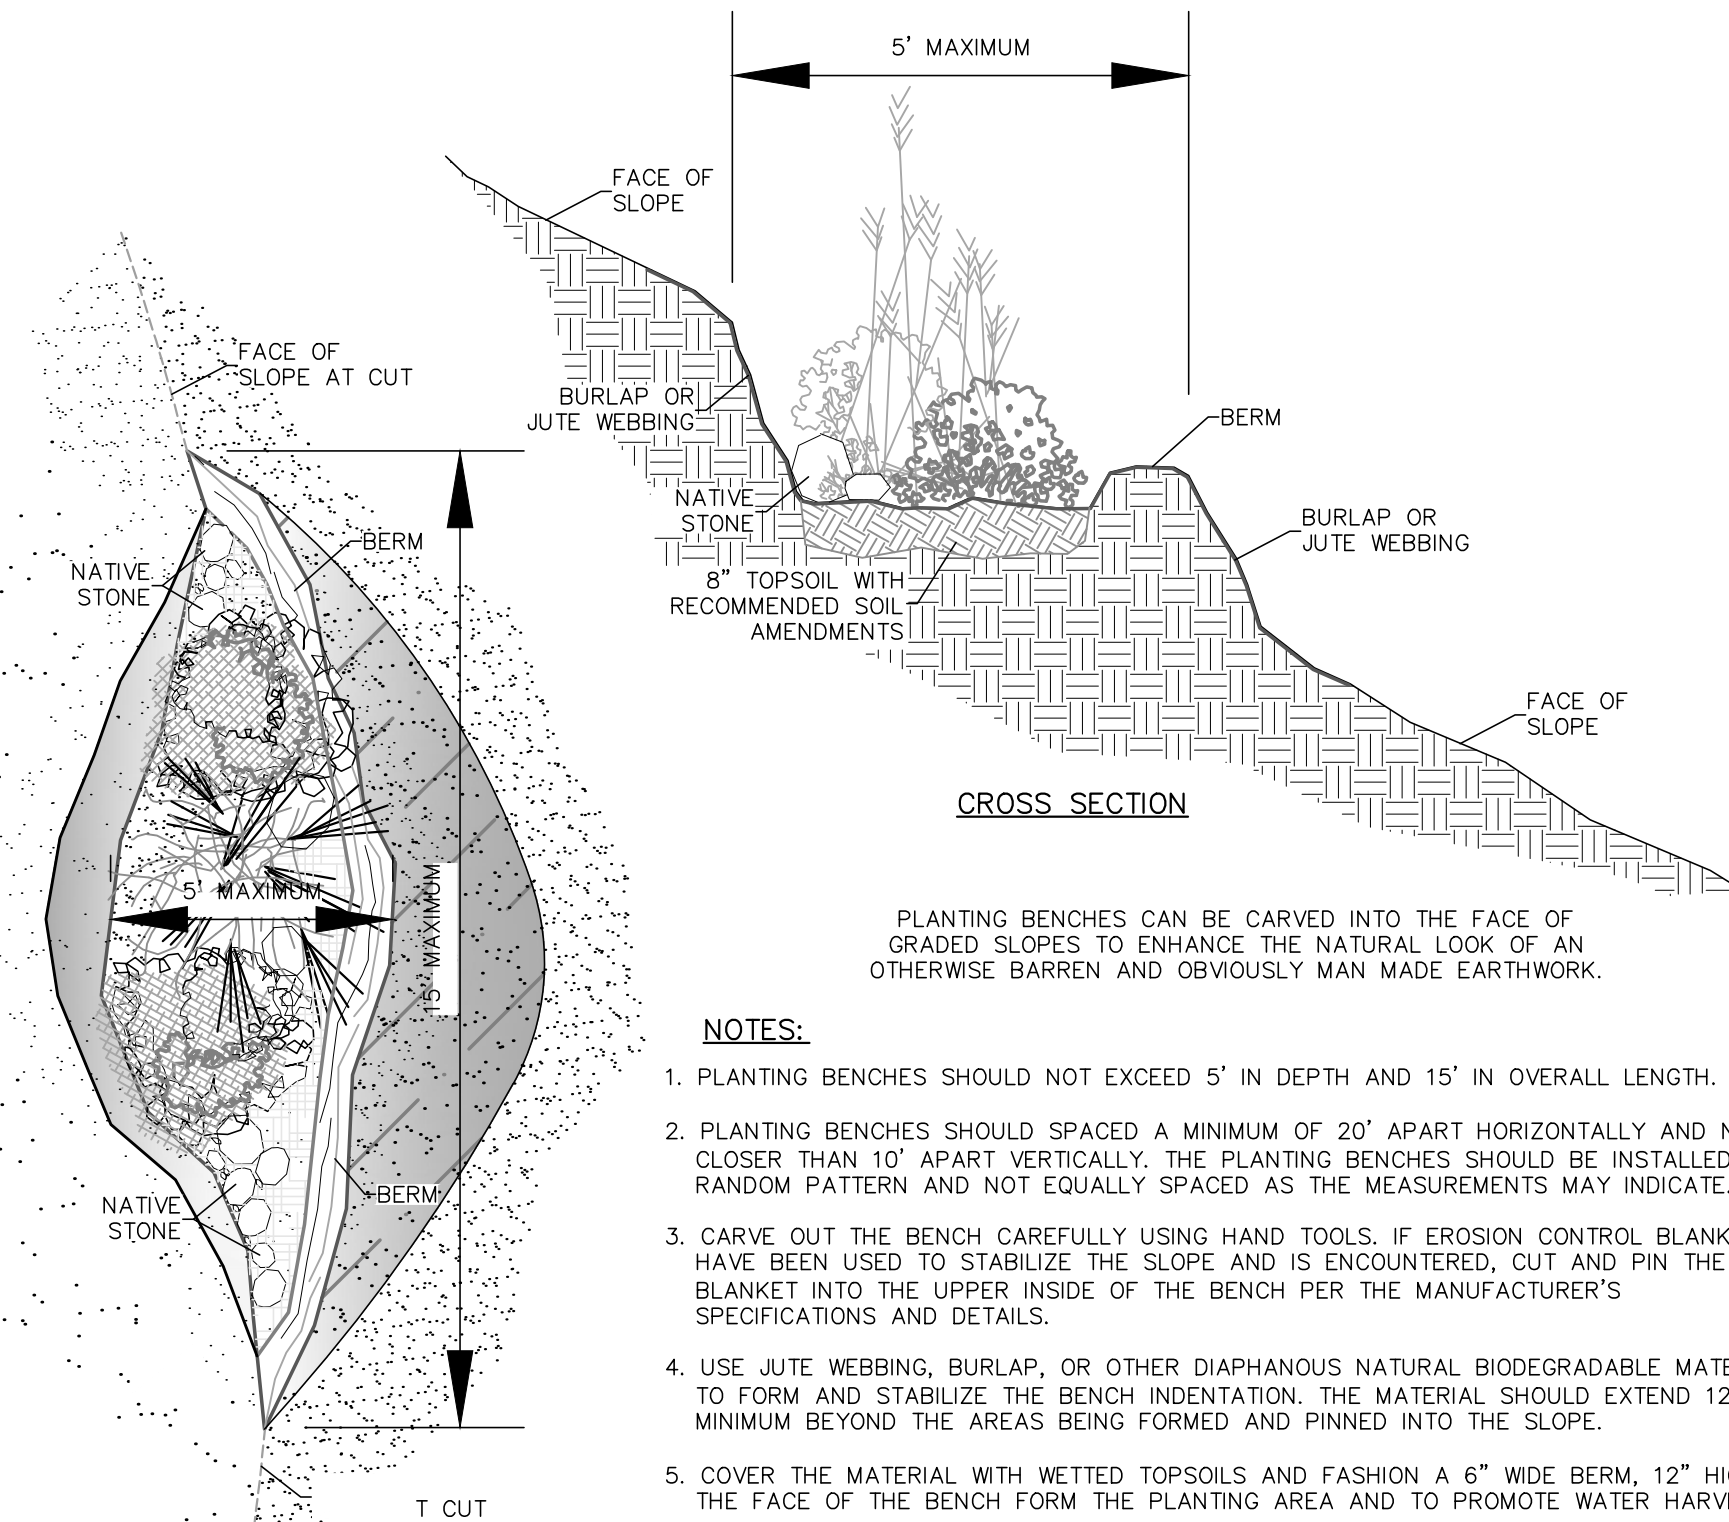 5' MAXIMUM
FACE OF
SLOPE
FACE OF
SLOPE AT CUT
BURLAP OR
JUTE WEBBING
BERM
NATIVE
STONE
BURLAP OR
JUTE WEBBING
BERM
NATIVE
STONE
8" TOPSOIL WITH
RECOMMENDED SOIL
AMENDMENTS
FACE OF
SLOPE
CROSS SECTION
5' MAXIMUM
15' MAXIMUM
PLANTING BENCHES CAN BE CARVED INTO THE FACE OF
GRADED SLOPES TO ENHANCE THE NATURAL LOOK OF AN
OTHERWISE BARREN AND OBVIOUSLY MAN MADE EARTHWORK.
NOTES:
1. PLANTING BENCHES SHOULD NOT EXCEED 5' IN DEPTH AND 15' IN OVERALL LENGTH.
2. PLANTING BENCHES SHOULD SPACED A MINIMUM OF 20' APART HORIZONTALLY AND
CLOSER THAN 10' APART VERTICALLY. THE PLANTING BENCHES SHOULD BE INSTALLED
RANDOM PATTERN AND NOT EQUALLY SPACED AS THE MEASUREMENTS MAY INDICATE.
BERM
NATIVE
STONE
3. CARVE OUT THE BENCH CAREFULLY USING HAND TOOLS. IF EROSION CONTROL BLANK
HAVE BEEN USED TO STABILIZE THE SLOPE AND IS ENCOUNTERED, CUT AND PIN THE
BLANKET INTO THE UPPER INSIDE OF THE BENCH PER THE MANUFACTURER'S
SPECIFICATIONS AND DETAILS.
4. USE JUTE WEBBING, BURLAP, OR OTHER DIAPHANOUS NATURAL BIODEGRADABLE MATE
TO FORM AND STABILIZE THE BENCH INDENTATION. THE MATERIAL SHOULD EXTEND 12
MINIMUM BEYOND THE AREAS BEING FORMED AND PINNED INTO THE SLOPE.
5. COVER THE MATERIAL WITH WETTED TOPSOILS AND FASHION A 6" WIDE BERM, 12" HI
THE FACE OF THE BENCH FORM THE PLANTING AREA AND TO PROMOTE WATER HARV
T CUT